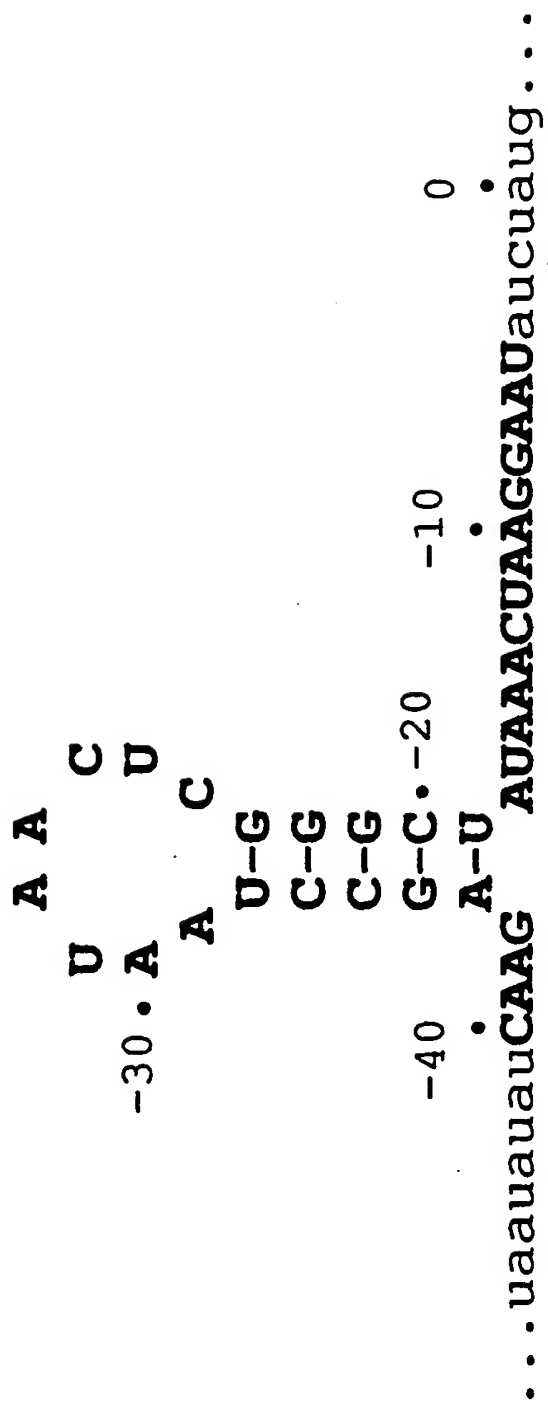 A A
U C
-30 • A U
A C
U-G
C-G
C-G
-40 G-C•-20 -10 0
• A-U • •
...uaauauauCAAG AUAAACUAAGGAAUaucuaug...